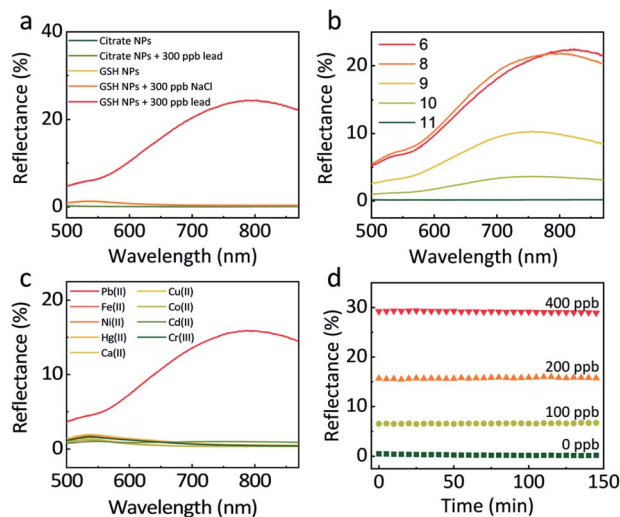 a
Reflectance (%)
40
20
0
Citrate NPs
Citrate NPs + 300 ppb lead
GSH NPs
GSH NPs + 300 ppb NaCl
GSH NPs + 300 ppb lead
500 600 700 800
Wavelength (nm)
b
Reflectance (%)
20
10
0
6
8
9
10
11
500 600 700 800
Wavelength (nm)
c
Reflectance (%)
20
10
0
Pb(II) Cu(II)
Fe(II) Co(II)
Ni(II) Cd(II)
Hg(II) Cr(III)
Ca(II)
500 600 700 800
Wavelength (nm)
d
Reflectance (%)
30
20
10
0
400 ppb
200 ppb
100 ppb
0 ppb
0 50 100 150
Time (min)